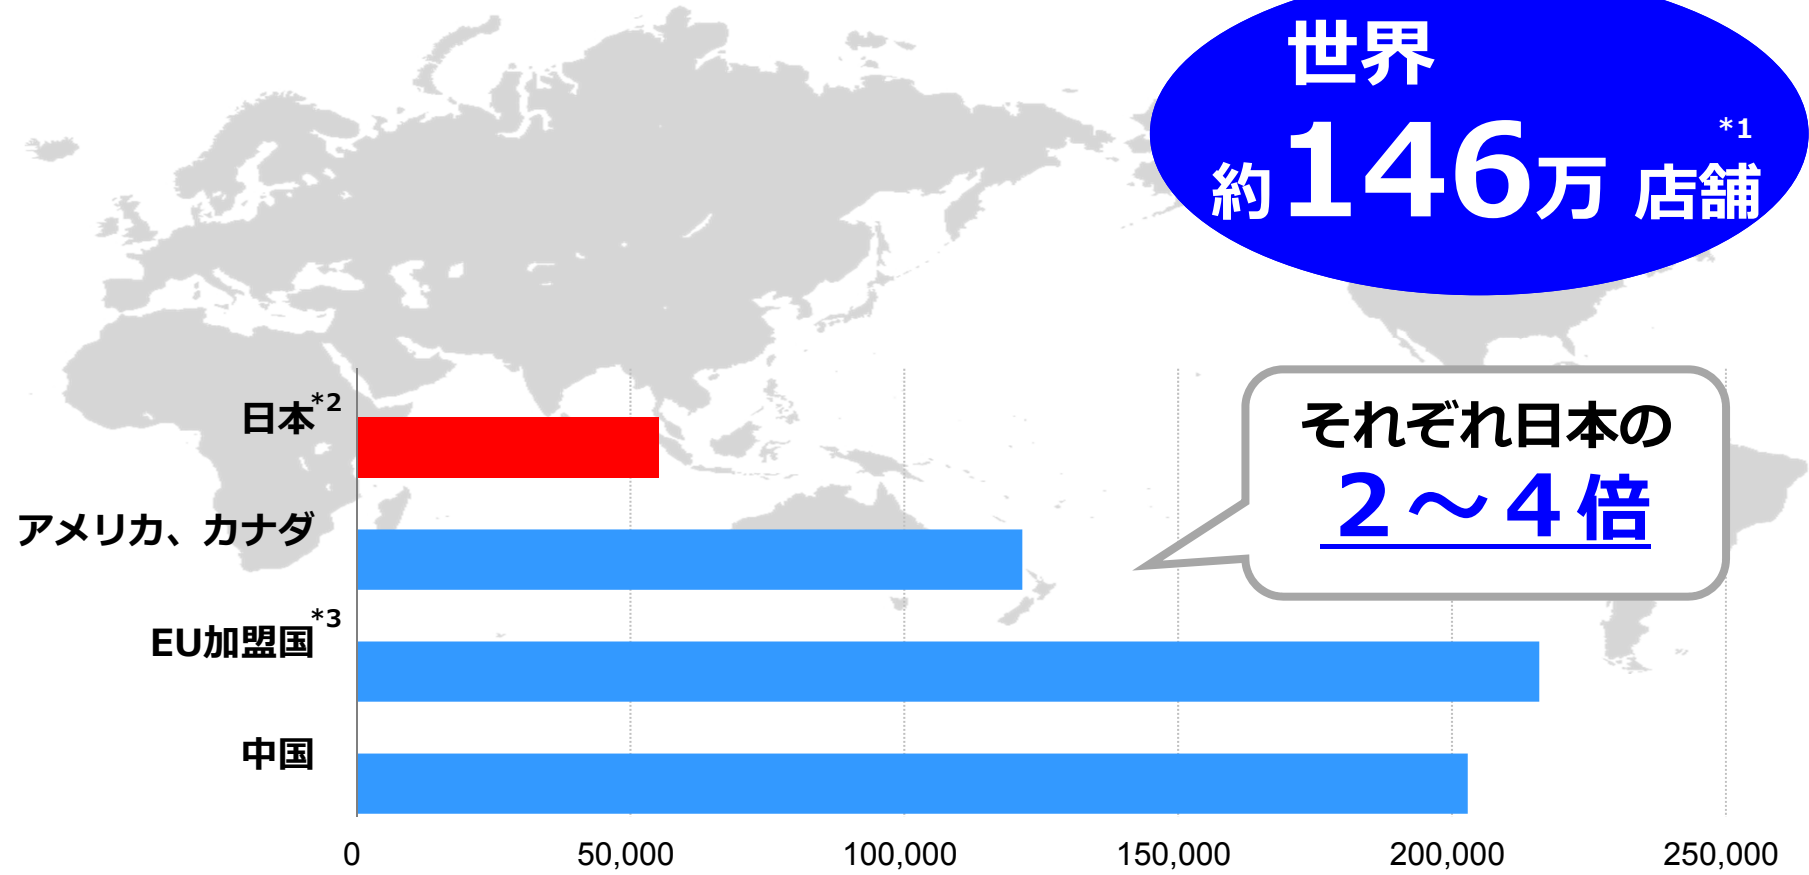 世界
約146万 店舗*1
それぞれ日本の
２～４倍
日本*2
アメリカ、カナダ
EU加盟国*3
中国
0 50,000 100,000 150,000 200,000 250,000